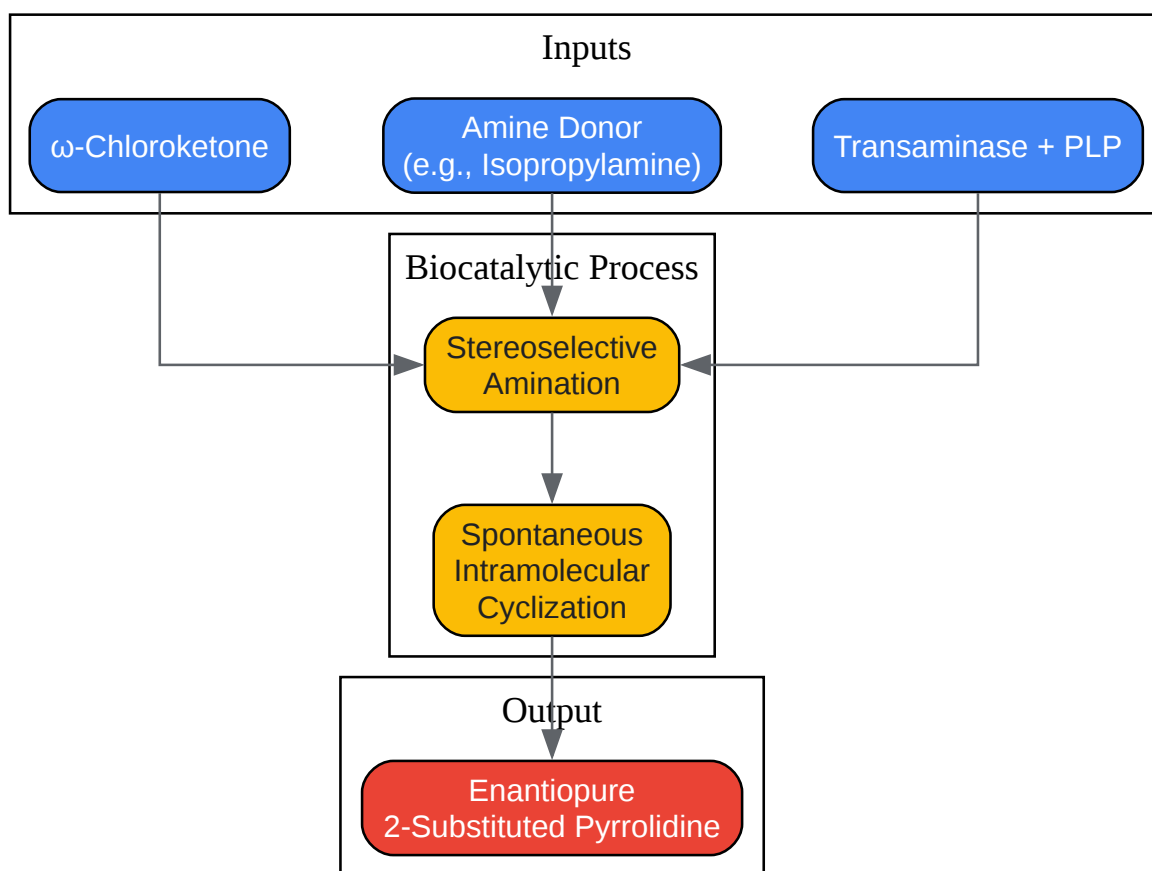 Inputs
ω-Chloroketone
Amine Donor
(e.g., Isopropylamine)
Transaminase + PLP
Biocatalytic Process
Stereoselective
Amination
Spontaneous
Intramolecular
Cyclization
Output
Enantiopure
2-Substituted Pyrrolidine